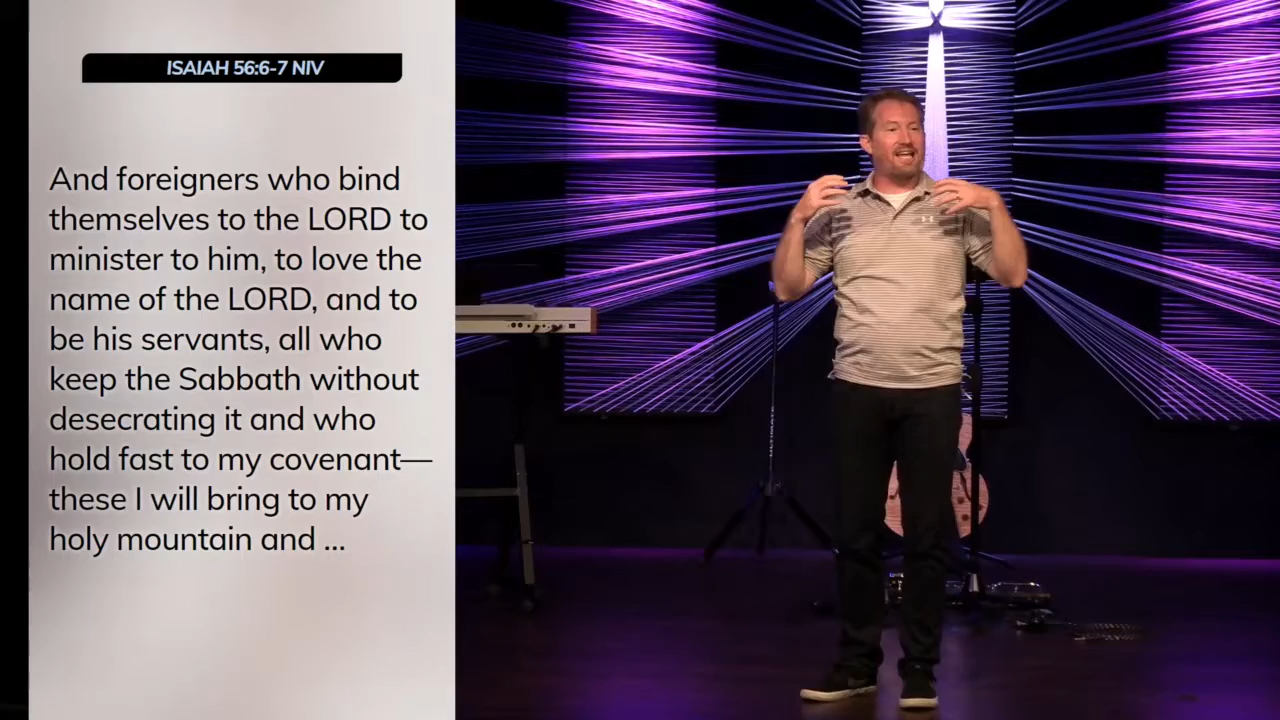 ISAIAH 56:6-7 NIV
And foreigners who bind
themselves to the LORD to
minister to him, to love the
name of the LORD, and to
be his servants, all who
keep the Sabbath without
desecrating it and who
hold fast to my covenant—
these I will bring to my
holy mountain and ...